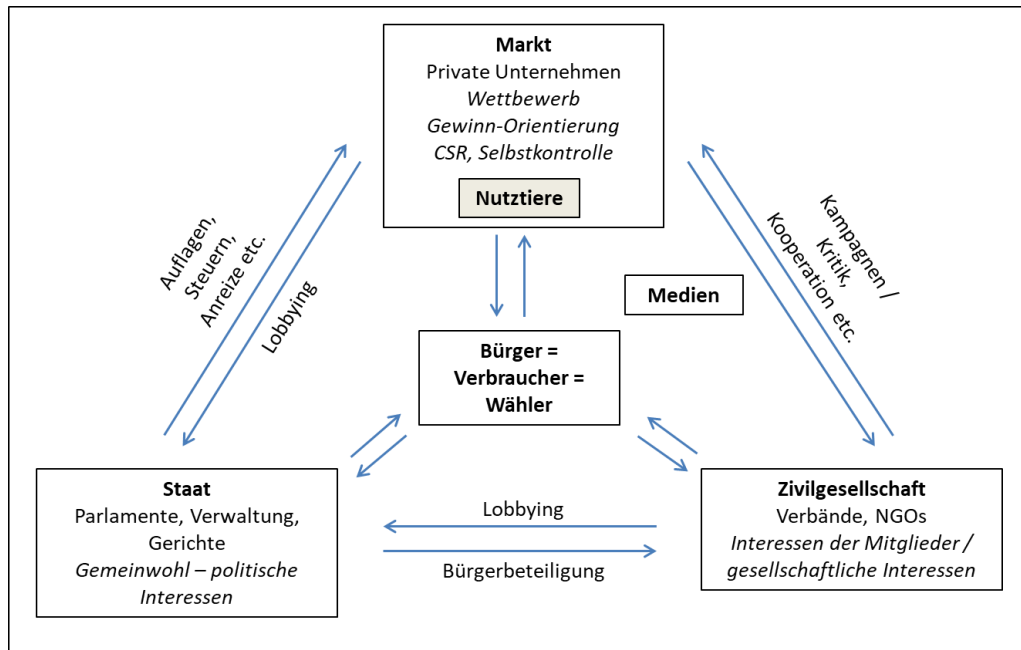 Markt
Private Unternehmen
Wettbewerb
Gewinn-Orientierung
CSR, Selbstkontrolle
Nutztiere
Auflagen,
Steuern,
Anreize etc.
Lobbying
Kampagnen /
Kritik,
Kooperation etc.
Medien
Bürger =
Verbraucher =
Wähler
Staat
Parlamente, Verwaltung,
Gerichte
Gemeinwohl – politische
Interessen
Lobbying
Bürgerbeteiligung
Zivilgesellschaft
Verbände, NGOs
Interessen der Mitglieder /
gesellschaftliche Interessen